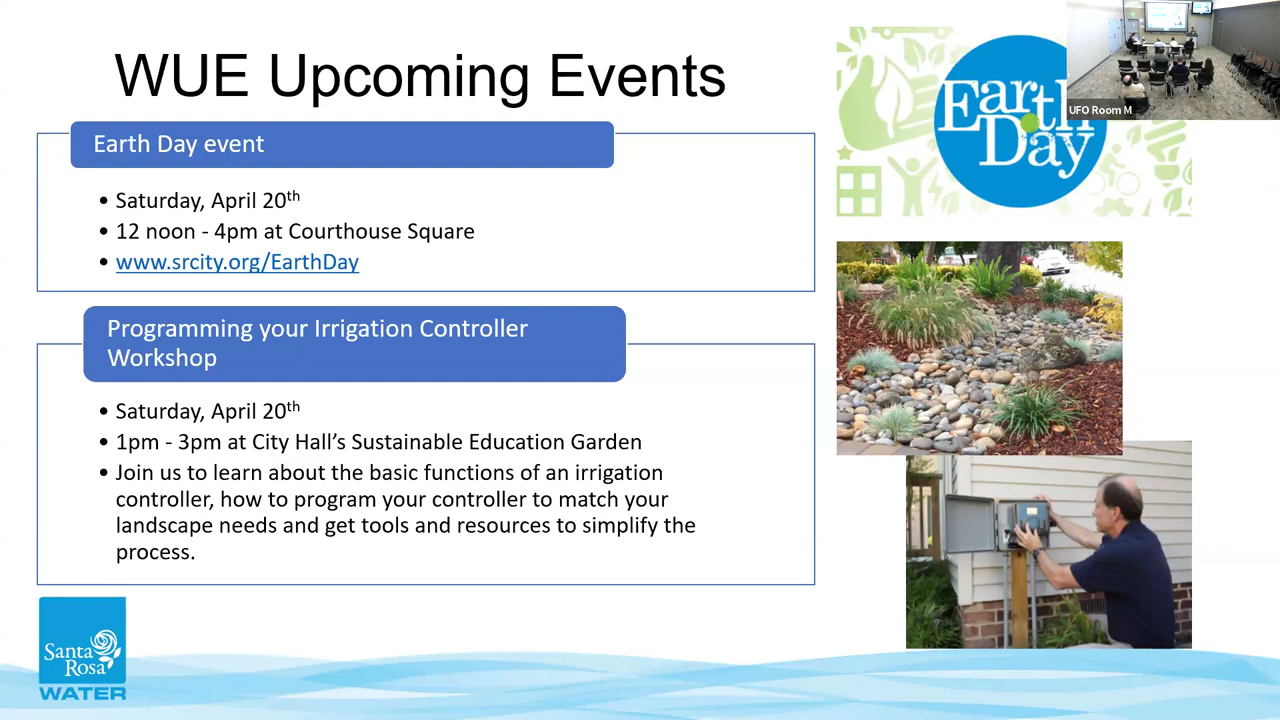 WUE Upcoming Events
Earth Day event
• Saturday, April 20th
• 12 noon - 4pm at Courthouse Square
• www.srcity.org/EarthDay
Programming your Irrigation Controller
Workshop
• Saturday, April 20th
• 1pm - 3pm at City Hall's Sustainable Education Garden
• Join us to learn about the basic functions of an irrigation
controller, how to program your controller to match your
landscape needs and get tools and resources to simplify the
process.
Earth
Day
UFO Room M
Santa
Rosa
WATER